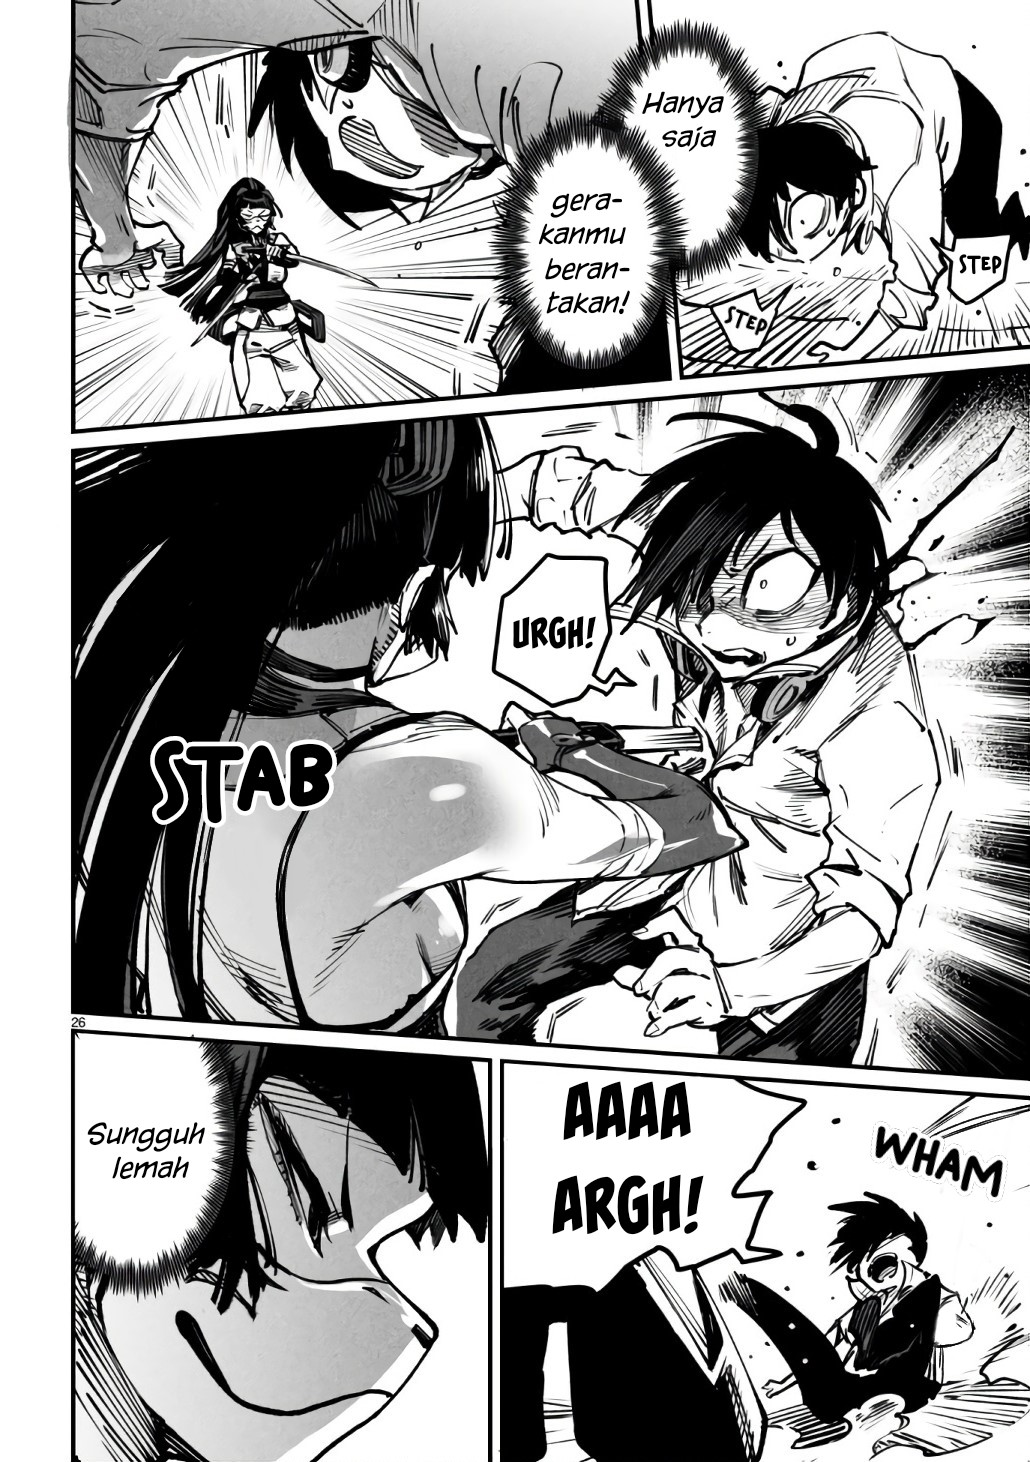 Hanya
saja
gera-
kanmu
beran-
takan!
STEP
STEP
URGH!
STAB
26
Sungguh
lemah
AAAA
ARGH!
WHAM